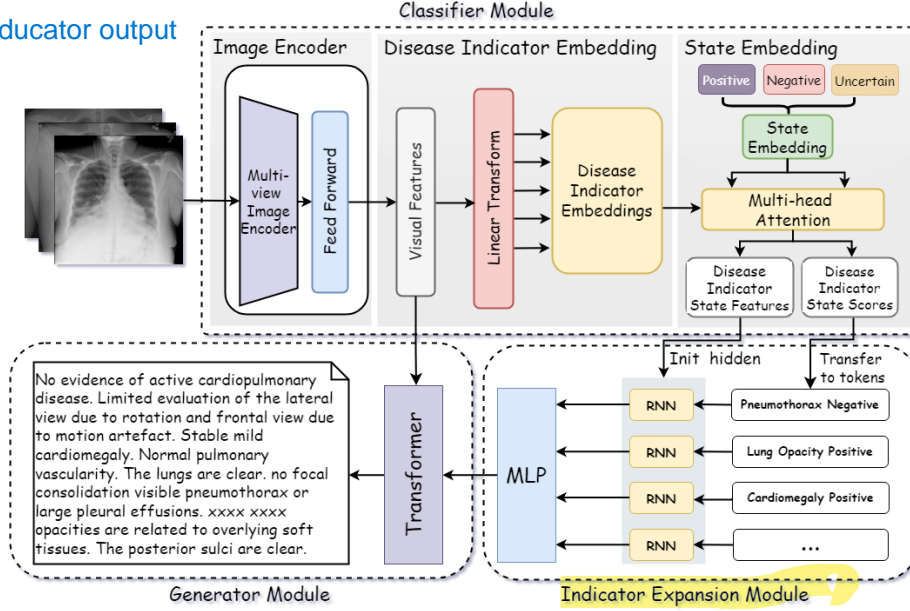 Classifier Module
ducator output
Image Encoder
Disease Indicator Embedding
State Embedding
Positive
Negative
Uncertain
State
Embedding
Multi-
view
Image
Encoder
Feed Forward
Visual Features
Linear Transform
Disease
Indicator
Embeddings
Multi-head
Attention
Disease
Indicator
State Features
Disease
Indicator
State Scores
Init hidden
Transfer
to tokens
No evidence of active cardiopulmonary
disease. Limited evaluation of the lateral
view due to rotation and frontal view due
to motion artefact. Stable mild
cardiomegaly. Normal pulmonary
vascularity. The lungs are clear. no focal
consolidation visible pneumothorax or
large pleural effusions. xxxx xxxx
opacities are related to overlying soft
tissues. The posterior sulci are clear.
Transformer
MLP
RNN
Pneumothorax Negative
RNN
Lung Opacity Positive
RNN
Cardiomegaly Positive
RNN
...
Generator Module
Indicator Expansion Module